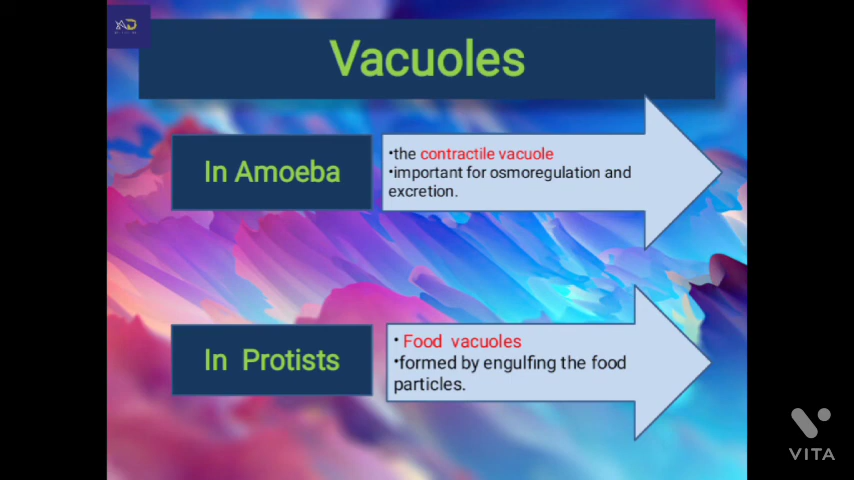 Vacuoles
In Amoeba
•the contractile vacuole
•important for osmoregulation and
excretion.
In Protists
• Food vacuoles
•formed by engulfing the food
particles.
VITA